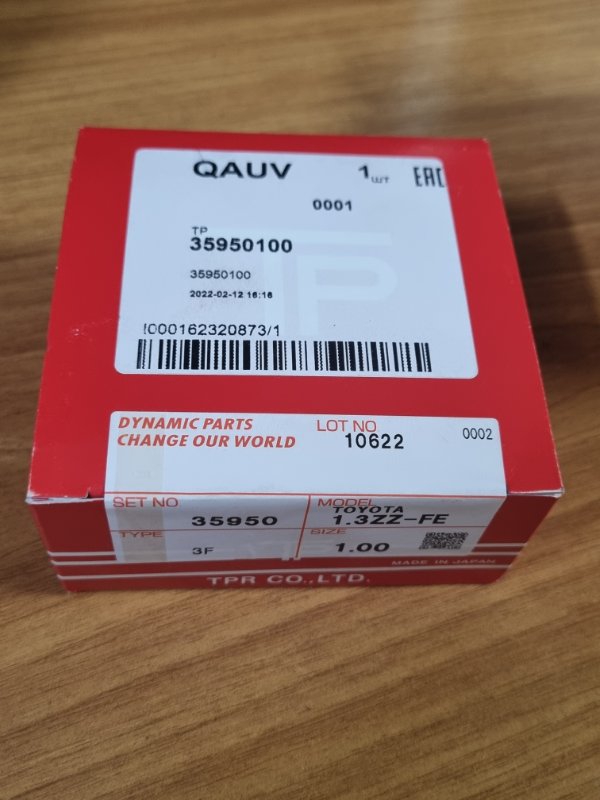 QAUV 1шт EAC
0001
TP
35950100
35950100
2022-02-12 16:16
I000162320873/1
DYNAMIC PARTS
CHANGE OUR WORLD
LOT NO
10622
0002
SET NO
35950
MODEL
TOYOTA
1.3ZZ-FE
TYPE
3F
SIZE
1.00
MADE IN JAPAN
TPR CO.,LTD.